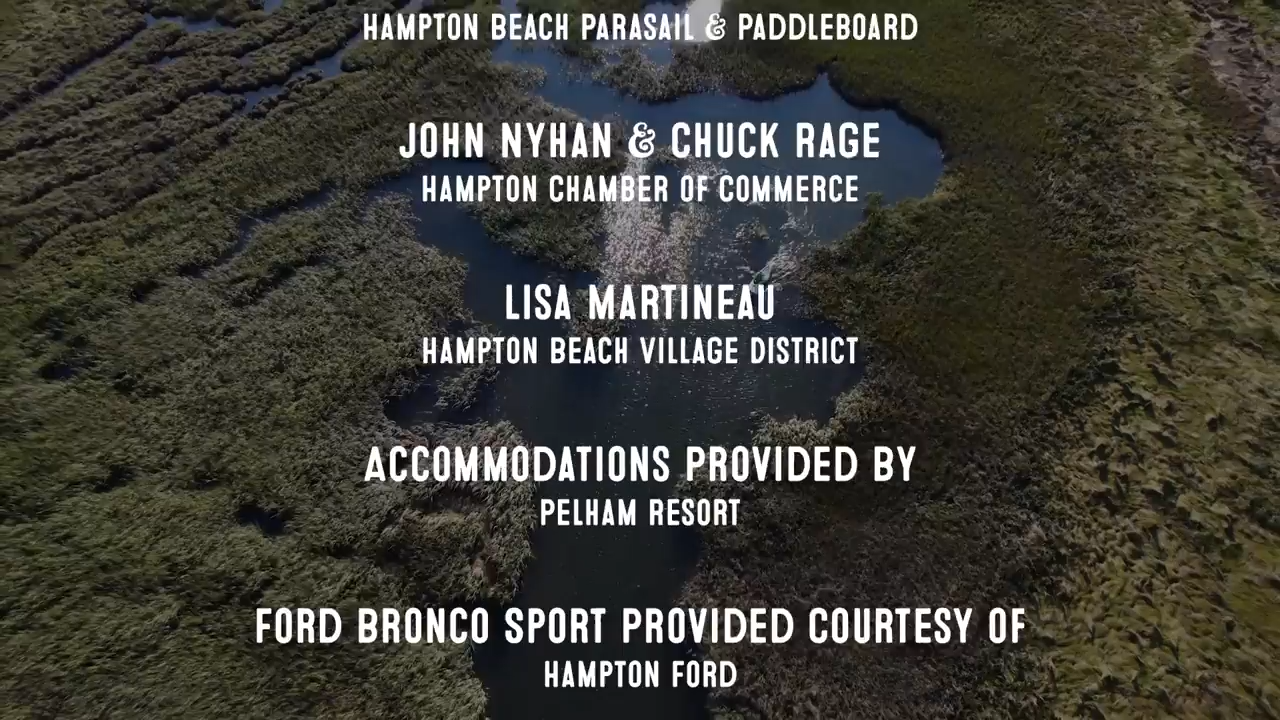 HAMPTON BEACH PARASAIL & PADDLEBOARD
JOHN NYHAN & CHUCK RAGE
HAMPTON CHAMBER OF COMMERCE
LISA MARTINEAU
HAMPTON BEACH VILLAGE DISTRICT
ACCOMMODATIONS PROVIDED BY
PELHAM RESORT
FORD BRONCO SPORT PROVIDED COURTESY OF
HAMPTON FORD